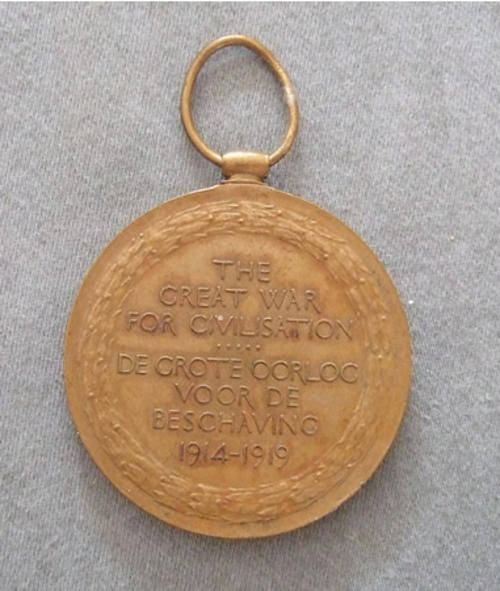 THE
GREAT WAR
FOR CIVILISATION
.....
DE GROTE OORLOG
VOOR DE
BESCHAVING
1914-1919